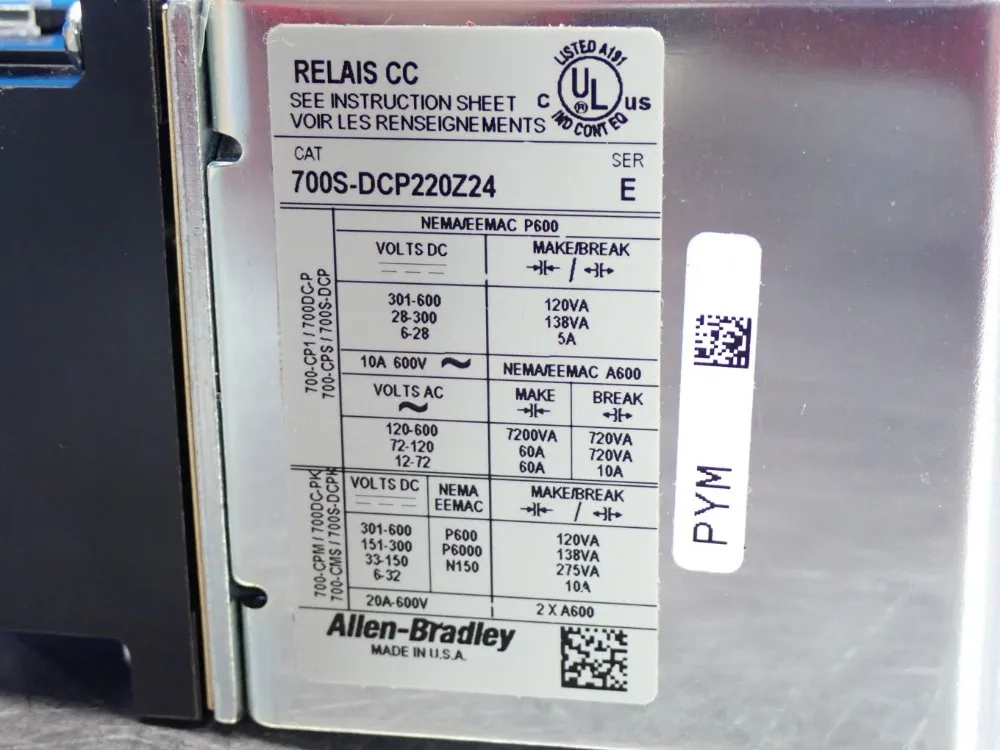 RELAIS CC
SEE INSTRUCTION SHEET
VOIR LES RENSEIGNEMENTS
LISTED A191
C UL ® US
IND CONT EQ
CAT SER
700S-DCP220Z24 E
700-CP1 / 700DC-P
700-CPS / 700S-DCP
NEMA/EEMAC P600
VOLTS DC MAKE/BREAK
/
301-600 120VA
28-300 138VA
6-28 5A
10A 600V NEMA/EEMAC A600
VOLTS AC MAKE BREAK
120-600 7200VA 720VA
72-120 60A 720VA
12-72 60A 10A
700-CPM / 700DC-PK
700-CMS / 700S-DCPK
VOLTS DC NEMA EEMAC MAKE/BREAK
/
301-600 P600 120VA
151-300 P6000 138VA
33-150 N150 275VA
6-32 10A
20A-600V 2 X A600
Allen-Bradley
MADE IN U.S.A.
PYM